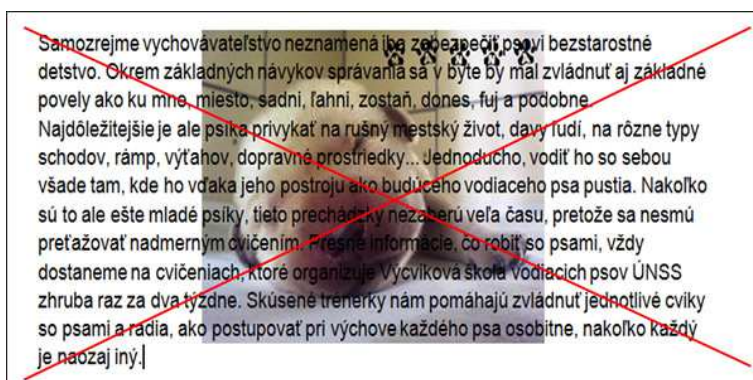 Samozrejme vychovávateľstvo neznamená iba zabezpečiť psovi bezstarostné
detstvo. Okrem základných návykov správania sa v byte by mal zvládnuť aj základné
povely ako ku mne, miesto, sadni, ľahni, zostaň, dones, fuj a podobne.
Najdôležitejšie je ale psíka privykať na rušný mestský život, davy ľudí, na rôzne typy
schodov, rámp, výťahov, dopravné prostriedky... Jednoducho, vodiť ho so sebou
všade tam, kde ho vďaka jeho postroju ako budúceho vodiaceho psa pustia. Nakoľko
sú to ale ešte mladé psíky, tieto prechádzky nezaberú veľa času, pretože sa nesmú
preťažovať nadmerným cvičením. Presné informácie, čo robiť so psami, vždy
dostaneme na cvičeniach, ktoré organizuje Výcviková škola vodiacich psov ÚNSS
zhruba raz za dva týždne. Skúsené trénerky nám pomáhajú zvládnuť jednotlivé cviky
so psami a radia, ako postupovať pri výchove každého psa osobitne, nakoľko každý
je naozaj iný.